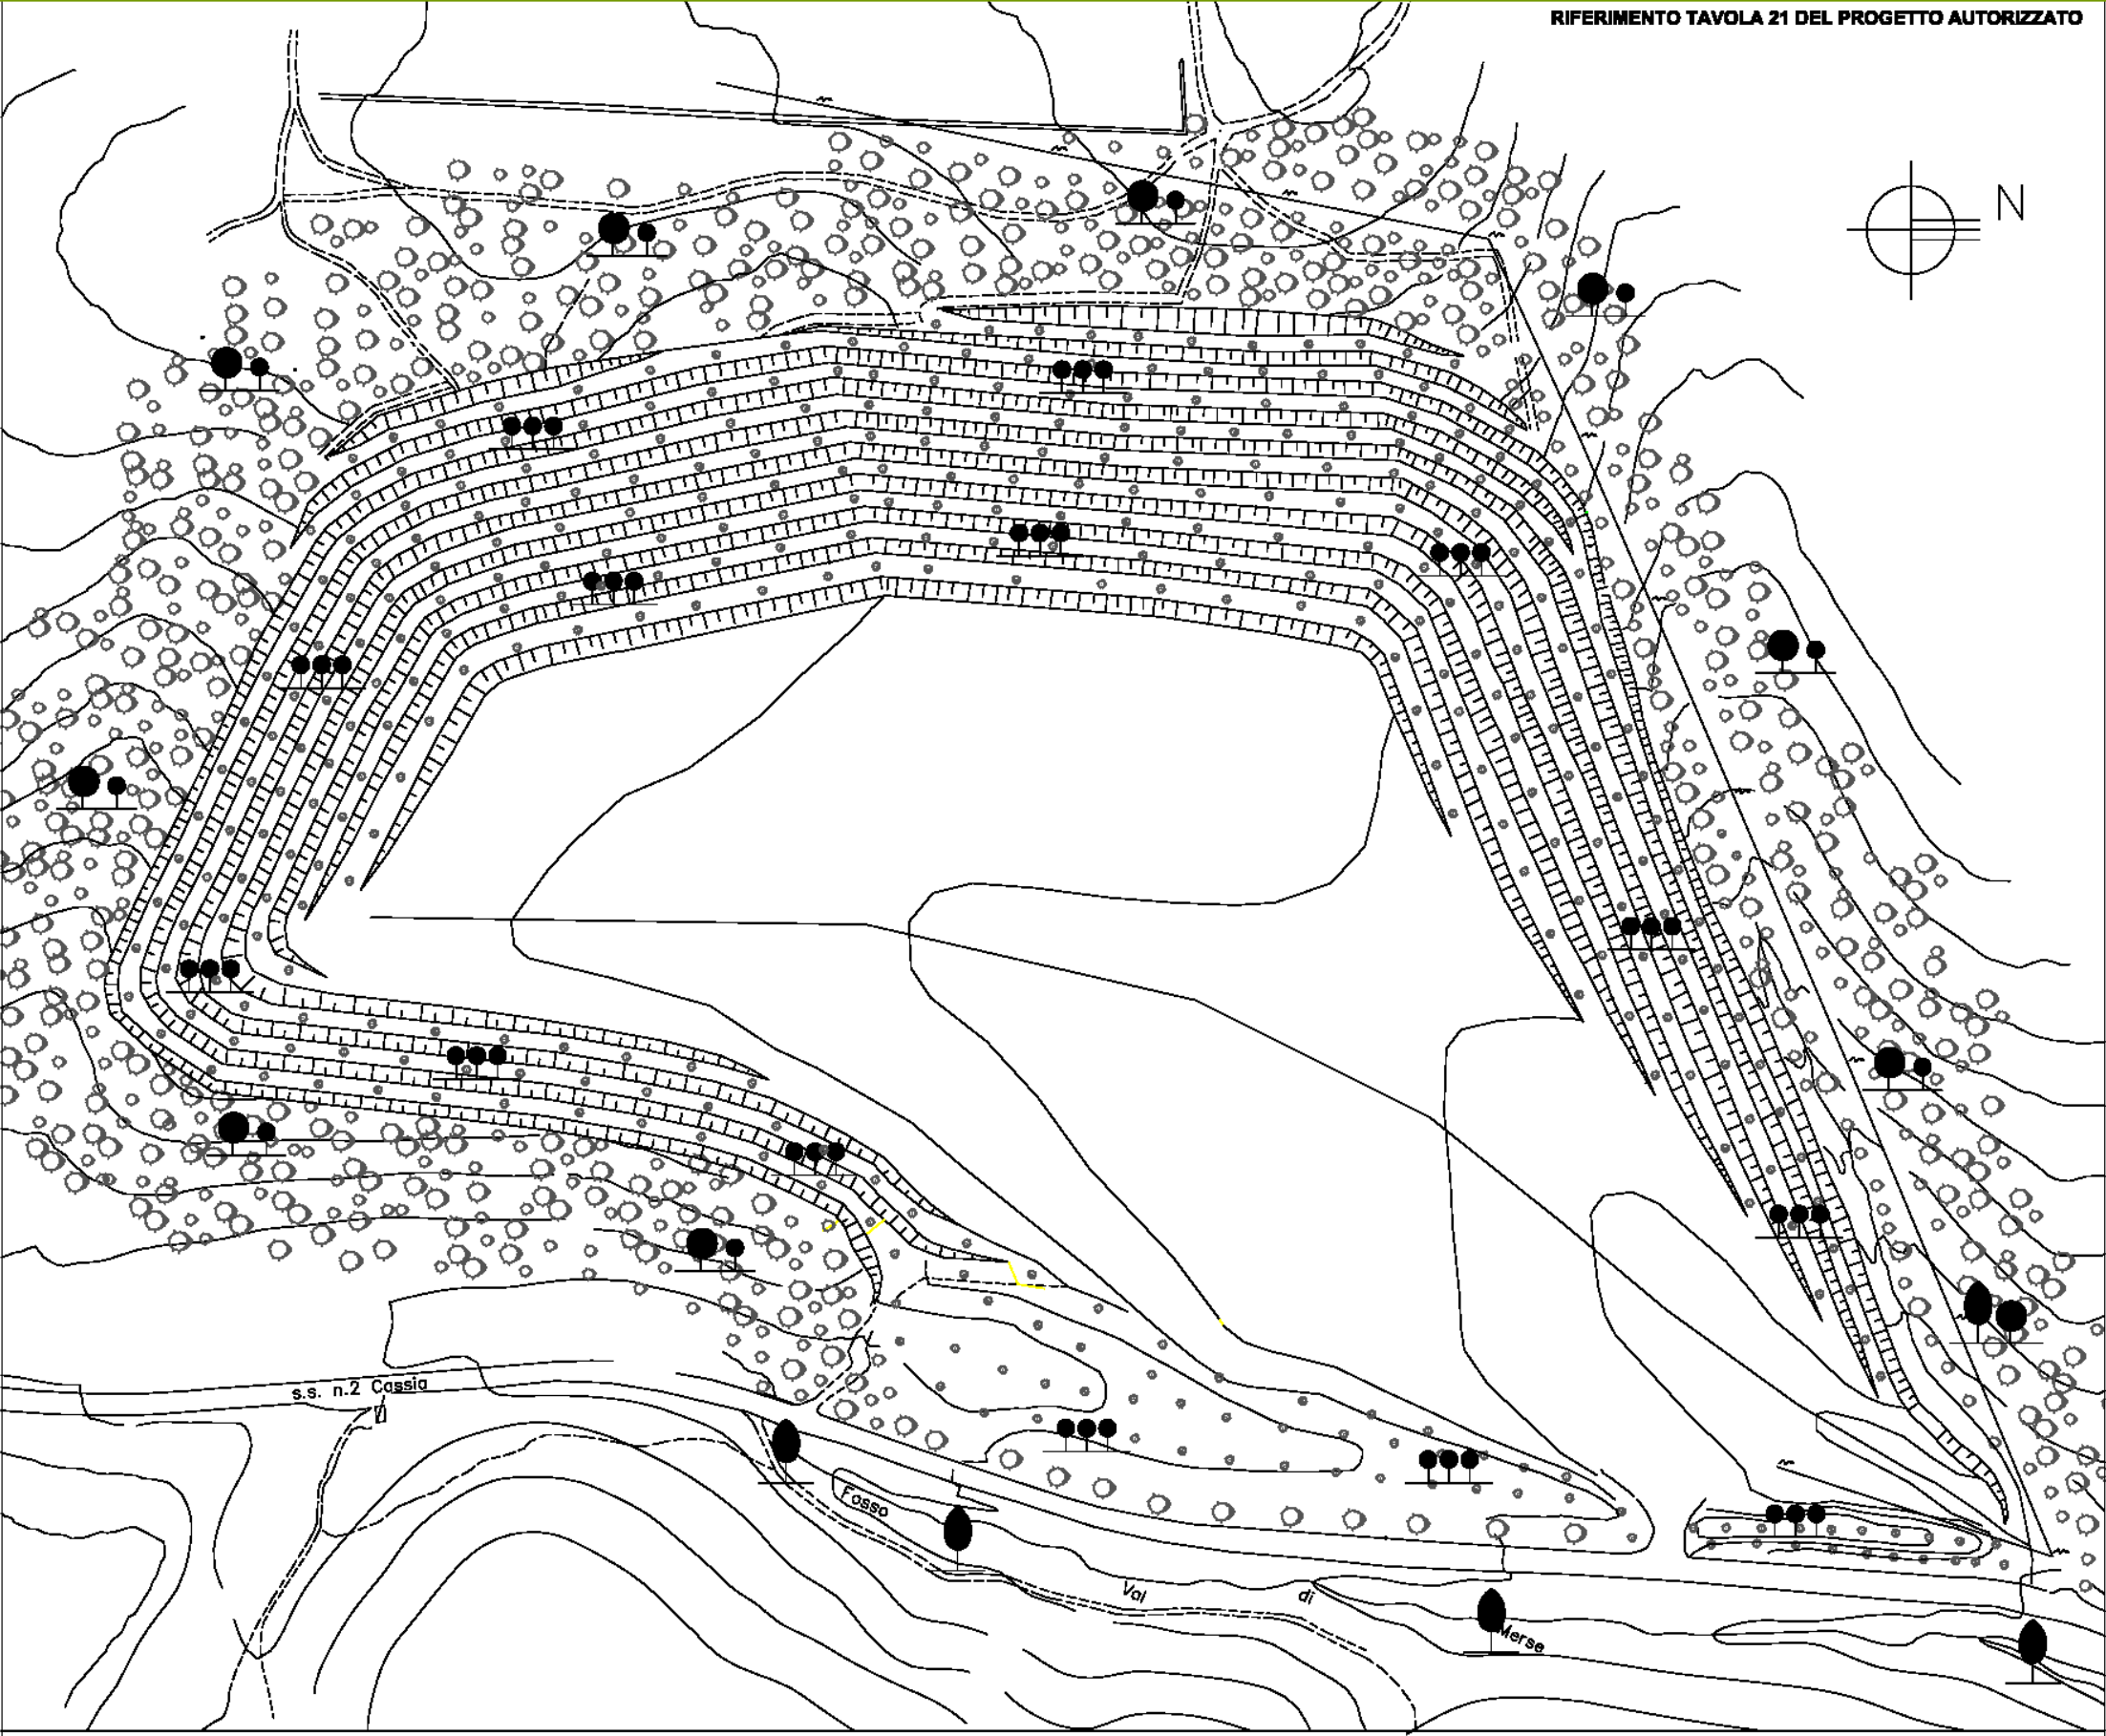 RIFERIMENTO TAVOLA 21 DEL PROGETTO AUTORIZZATO
N
s.s. n.2 Cassia
Fosso
Val
di
Merse